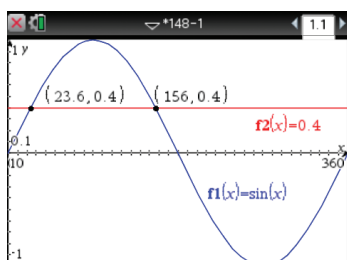 *148-1 1.1
1 y
(23.6,0.4) (156,0.4)
f2(x)=0.4
0.1 x
10 360
f1(x)=sin(x)
-1